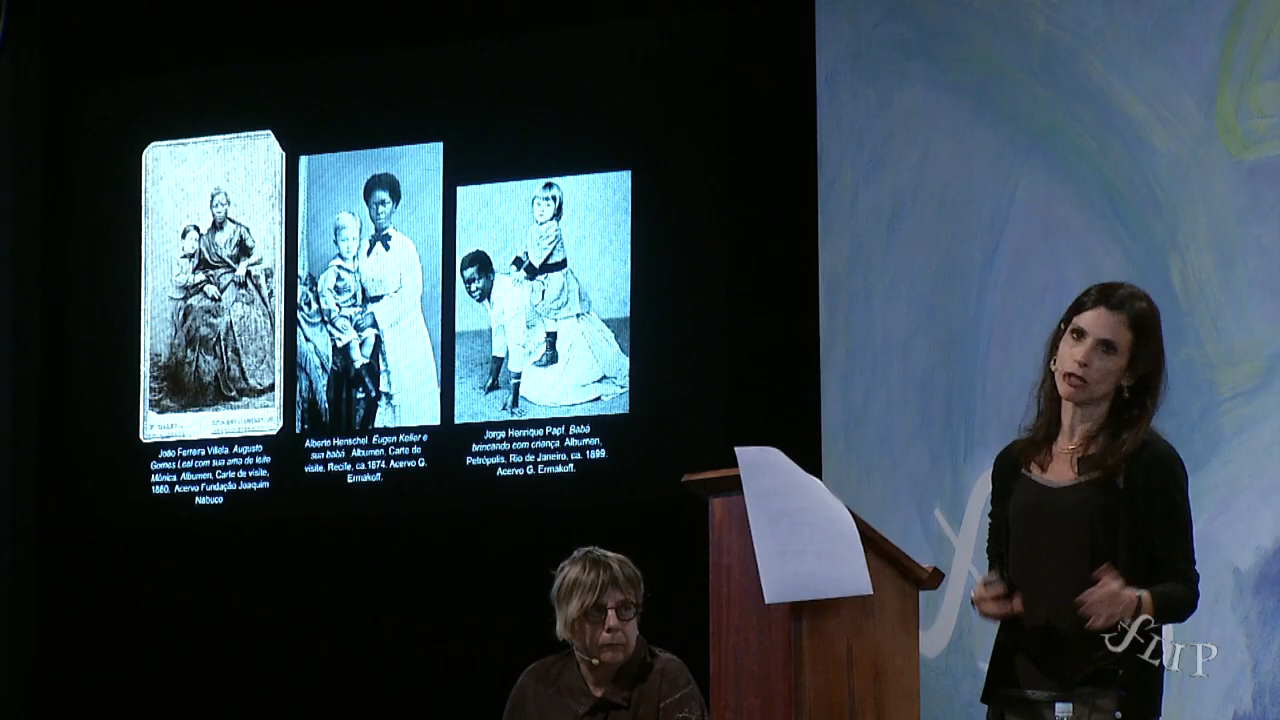 João Ferreira Villela. Augusto
Gomes Leal com sua ama de leite
Mônica. Albumen, Carte de visite,
1860. Acervo Fundação Joaquim
Nabuco
Alberto Henschel. Eugen Keller e
sua babá. Albumen, Carte de
visite, Recife, ca.1874. Acervo G.
Ermakoff.
Jorge Henrique Papf. Babá
brincando com criança. Albumen,
Petrópolis, Rio de Janeiro, ca. 1899.
Acervo G. Ermakoff.
FLIP